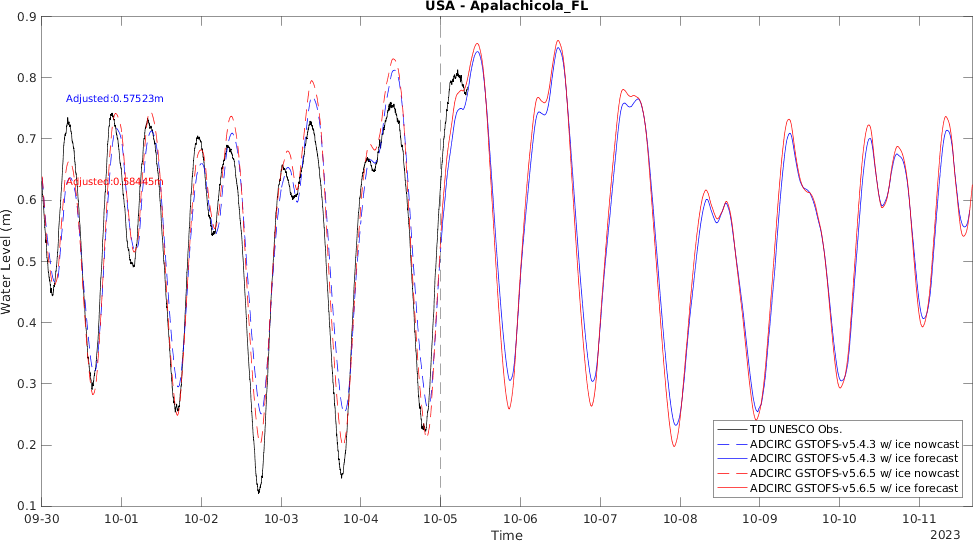 USA - Apalachicola_FL
0.9
0.8
0.7
0.6
0.5
0.4
0.3
0.2
0.1
Water Level (m)
Adjusted:0.57523m
Adjusted:0.58445m
TD UNESCO Obs.
ADCIRC GSTOFS-v5.4.3 w/ ice nowcast
ADCIRC GSTOFS-v5.4.3 w/ ice forecast
ADCIRC GSTOFS-v5.6.5 w/ ice nowcast
ADCIRC GSTOFS-v5.6.5 w/ ice forecast
09-30 10-01 10-02 10-03 10-04 10-05 10-06 10-07 10-08 10-09 10-10 10-11
Time
2023